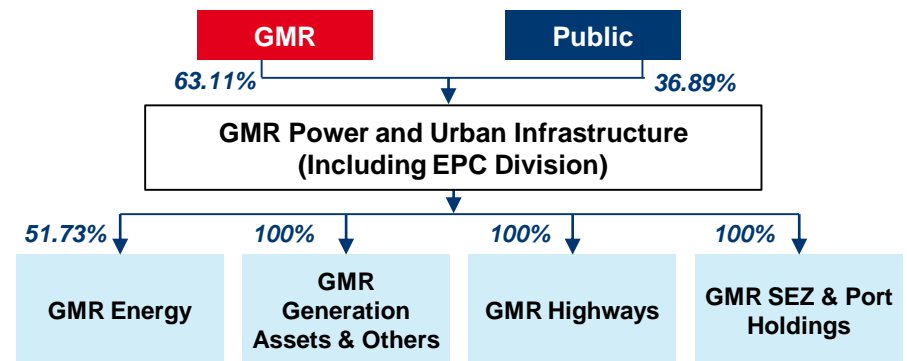 GMR
Public
63.11%
36.89%
GMR Power and Urban Infrastructure
(Including EPC Division)
51.73%
100%
100%
100%
GMR Energy
GMR
Generation
Assets & Others
GMR Highways
GMR SEZ & Port
Holdings